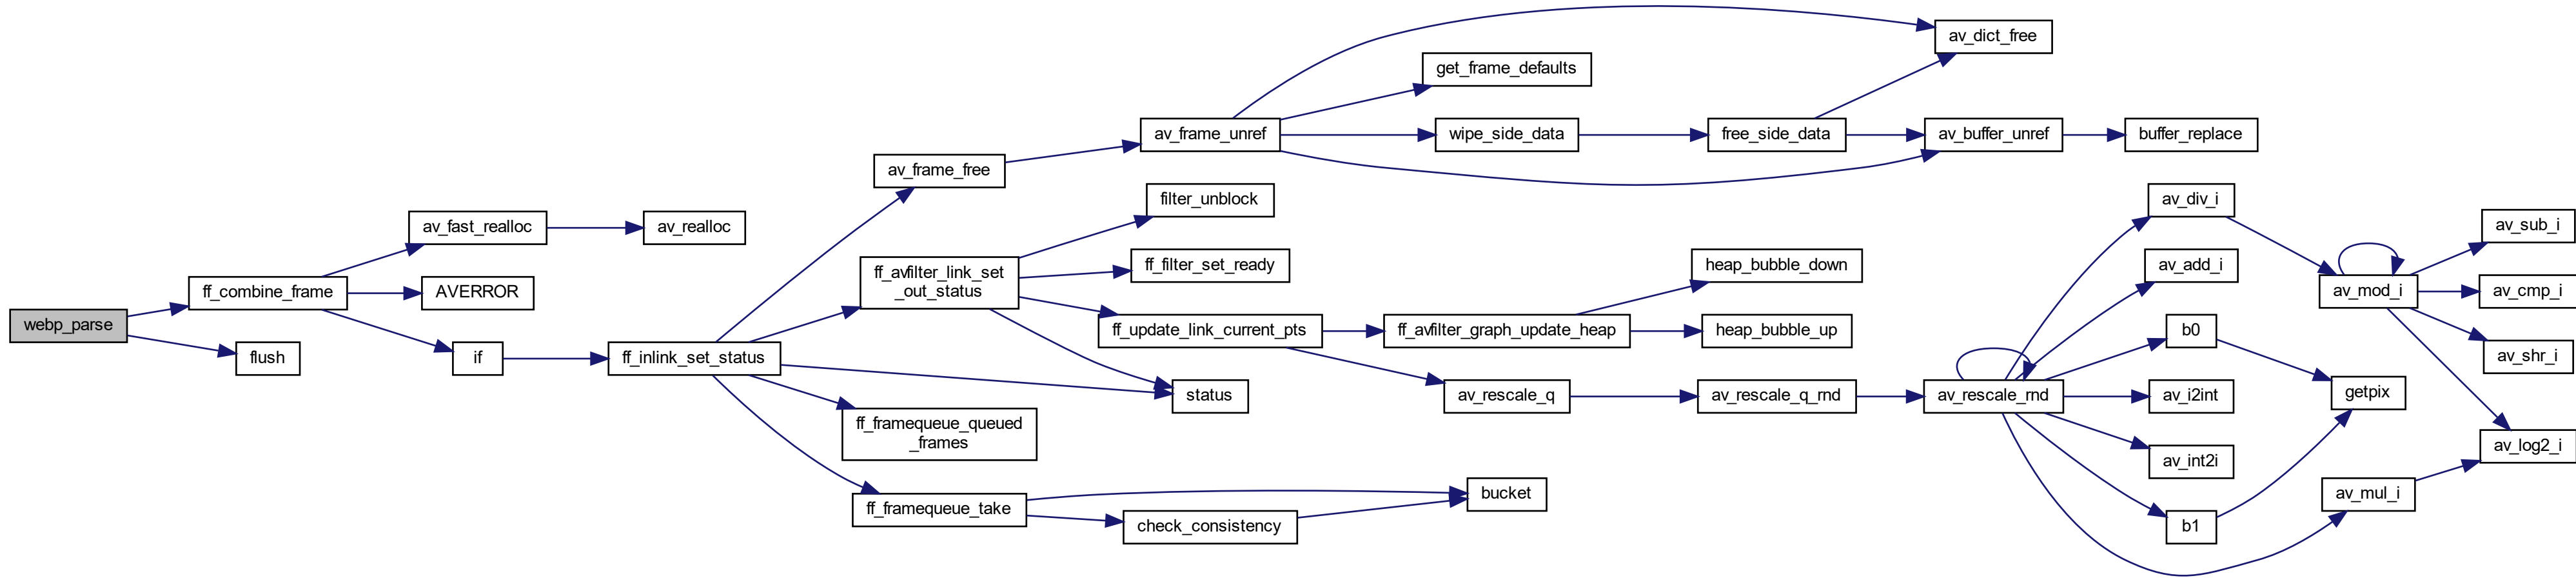 webp_parse
ff_combine_frame
flush
av_fast_realloc
AVERROR
if
av_realloc
ff_inlink_set_status
av_frame_free
ff_avfilter_link_set
_out_status
ff_framequeue_queued
_frames
ff_framequeue_take
av_frame_unref
filter_unblock
ff_filter_set_ready
ff_update_link_current_pts
status
check_consistency
get_frame_defaults
wipe_side_data
ff_avfilter_graph_update_heap
av_rescale_q
bucket
free_side_data
heap_bubble_down
heap_bubble_up
av_rescale_q_rnd
av_dict_free
av_buffer_unref
av_rescale_rnd
buffer_replace
av_div_i
av_add_i
b0
av_i2int
av_int2i
b1
av_mod_i
getpix
av_mul_i
av_sub_i
av_cmp_i
av_shr_i
av_log2_i